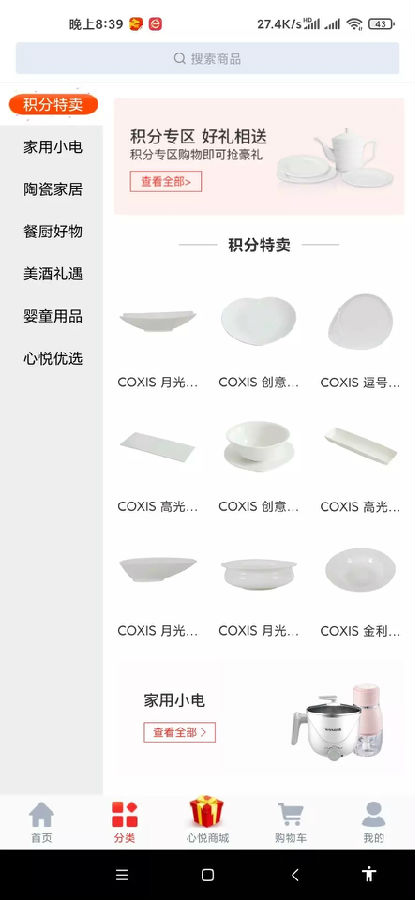 晚上8:39
27.4K/s
HD
43
搜索商品
积分特卖
家用小电
陶瓷家居
餐厨好物
美酒礼遇
婴童用品
心悦优选
积分专区 好礼相送
积分专区购物即可抢豪礼
查看全部>
积分特卖
COXIS 月光...
COXIS 创意...
COXIS 逗号...
COXIS 高光...
COXIS 创意...
COXIS 高光...
COXIS 月光...
COXIS 月光...
COXIS 金利...
家用小电
查看全部 >
首页
分类
心悦商城
购物车
我的